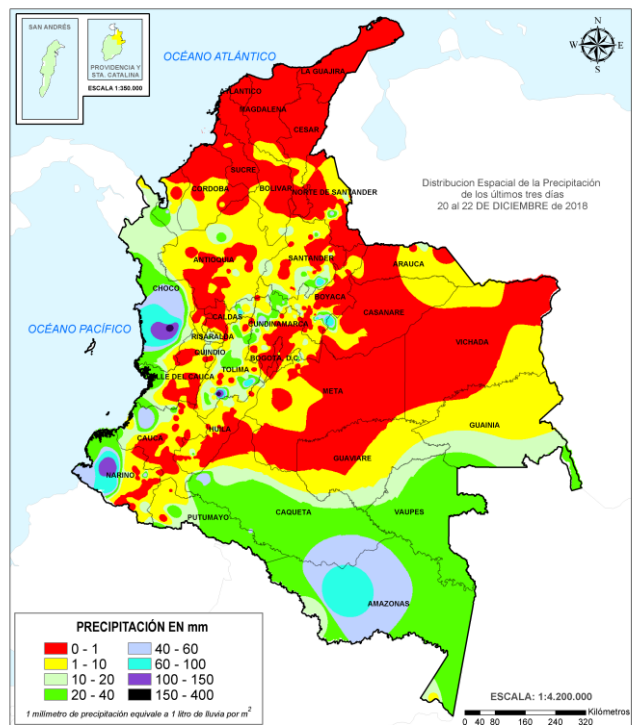 SAN ANDRÉS
PROVIDENCIA Y
STA. CATALINA
ESCALA 1:350.000
OCÉANO ATLÁNTICO
N
W E
S
LA GUAJIRA
ATLANTICO
MAGDALENA
CESAR
SUCRE
CORDOBA
BOLIVAR
NORTE DE SANTANDER
Distribucion Espacial de la Precipitación
de los últimos tres días
20 al 22 DE DICIEMBRE de 2018
ANTIOQUIA
SANTANDER
ARAUCA
CHOCO
BOYACA
CASANARE
OCÉANO PACÍFICO
CALDAS
CUNDINAMARCA
RISARALDA
VICHADA
QUINDIO
BOGOTA, D.C.
TOLIMA
VALLE DEL CAUCA
META
GUAINIA
CAUCA
HUILA
GUAVIARE
NARIÑO
CAQUETA
VAUPES
PUTUMAYO
AMAZONAS
PRECIPITACIÓN EN mm
0 - 1
40 - 60
1 - 10
60 - 100
10 - 20
100 - 150
20 - 40
150 - 400
1 milímetro de precipitación equivale a 1 litro de lluvia por m²
ESCALA: 1:4.200.000
Kilómetros
0 40 80 160 240 320